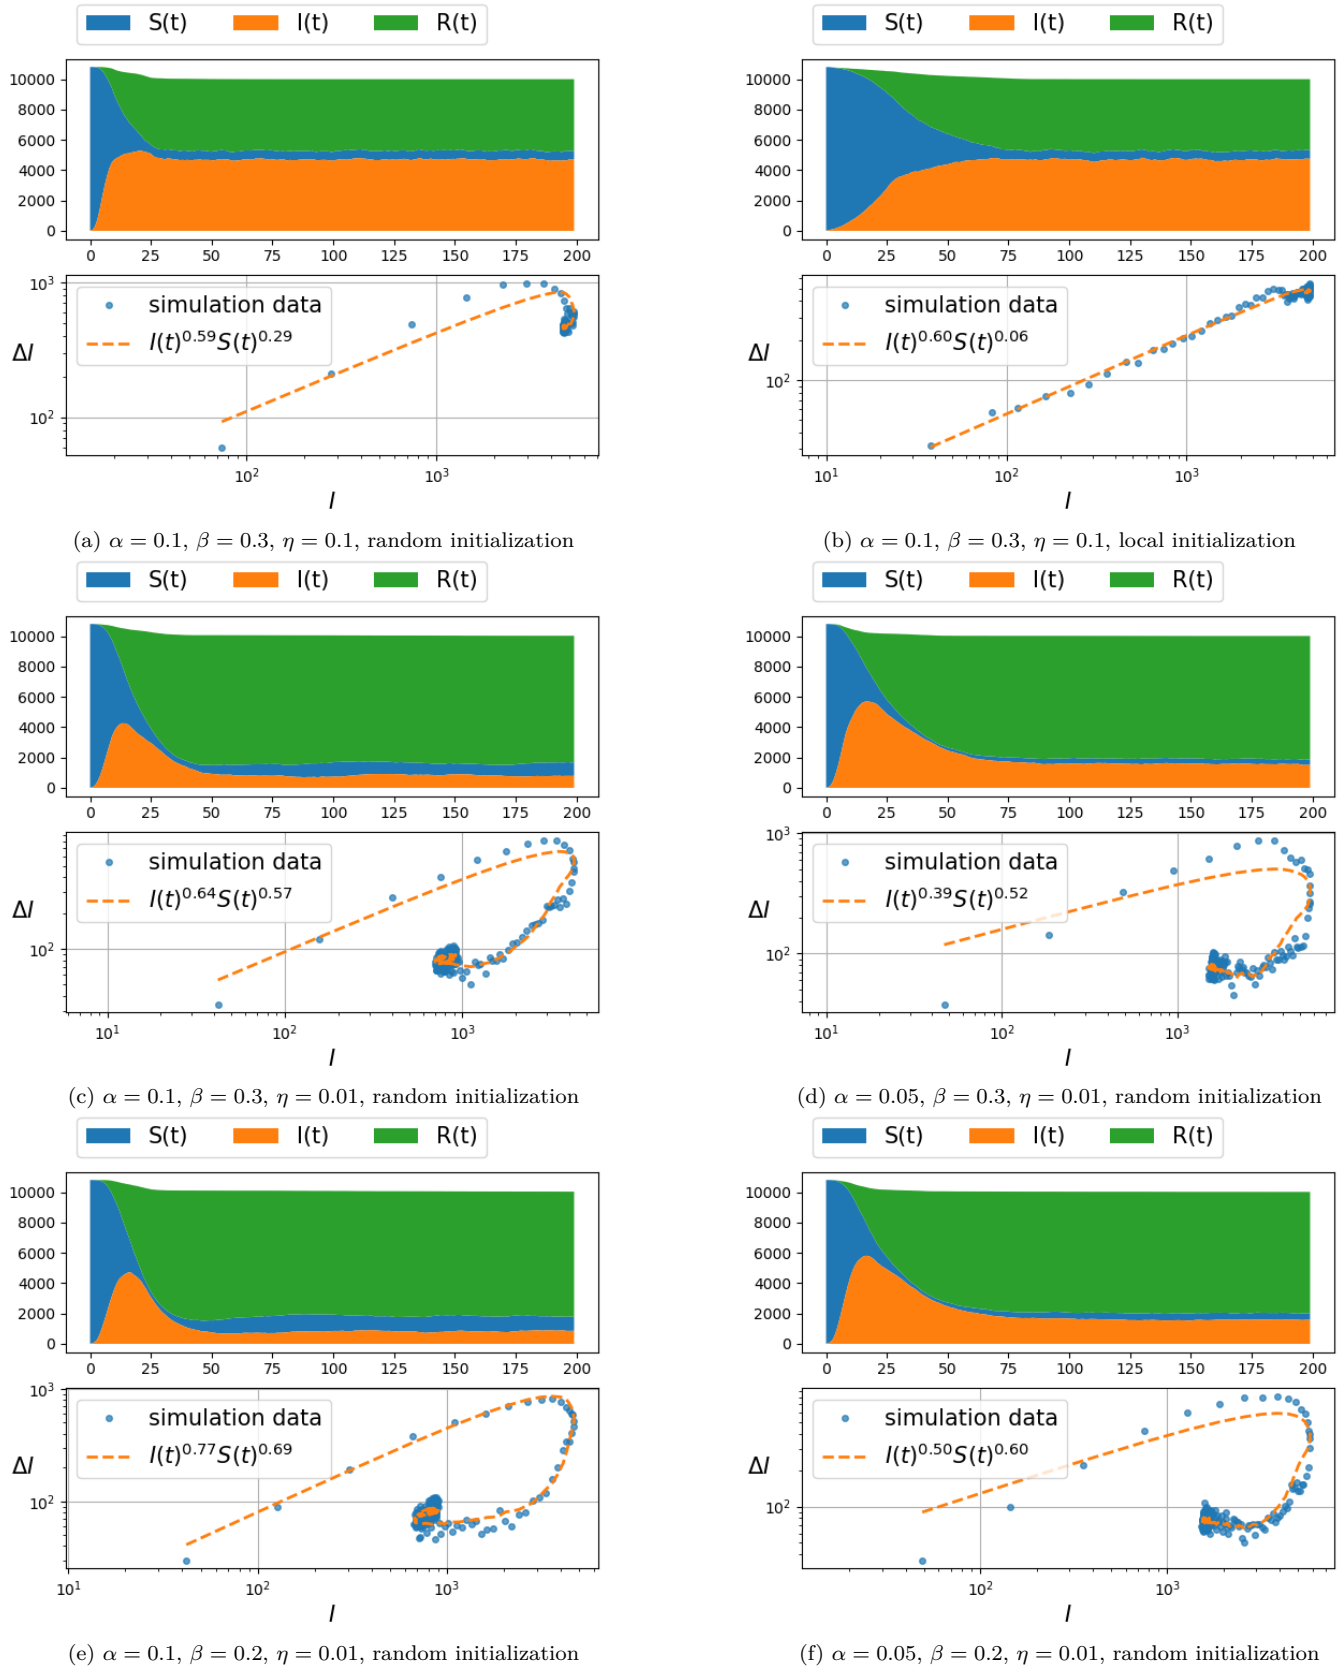 S(t) I(t) R(t)
10000
8000
6000
4000
2000
0
0 25 50 75 100 125 150 175 200
10³
10²
ΔI
simulation data
I(t)^0.59 S(t)^0.29
10² 10³
I
(a) α = 0.1, β = 0.3, η = 0.1, random initialization
S(t) I(t) R(t)
10000
8000
6000
4000
2000
0
0 25 50 75 100 125 150 175 200
10²
ΔI
simulation data
I(t)^0.60 S(t)^0.06
10¹ 10² 10³
I
(b) α = 0.1, β = 0.3, η = 0.1, local initialization
S(t) I(t) R(t)
10000
8000
6000
4000
2000
0
0 25 50 75 100 125 150 175 200
10²
ΔI
simulation data
I(t)^0.64 S(t)^0.57
10¹ 10² 10³
I
(c) α = 0.1, β = 0.3, η = 0.01, random initialization
S(t) I(t) R(t)
10000
8000
6000
4000
2000
0
0 25 50 75 100 125 150 175 200
10³
10²
ΔI
simulation data
I(t)^0.39 S(t)^0.52
10¹ 10² 10³
I
(d) α = 0.05, β = 0.3, η = 0.01, random initialization
S(t) I(t) R(t)
10000
8000
6000
4000
2000
0
0 25 50 75 100 125 150 175 200
10³
10²
ΔI
simulation data
I(t)^0.77 S(t)^0.69
10¹ 10² 10³
I
(e) α = 0.1, β = 0.2, η = 0.01, random initialization
S(t) I(t) R(t)
10000
8000
6000
4000
2000
0
0 25 50 75 100 125 150 175 200
10²
ΔI
simulation data
I(t)^0.50 S(t)^0.60
10² 10³
I
(f) α = 0.05, β = 0.2, η = 0.01, random initialization